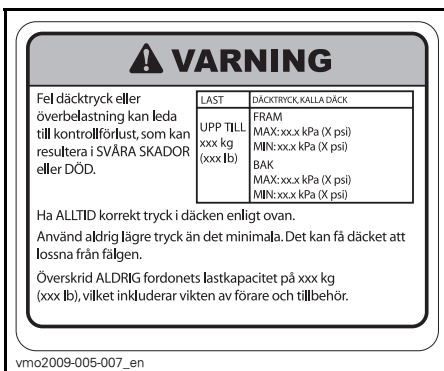 VARNING
Fel däcktryck eller
överbelastning kan leda
till kontrollförlust, som kan
resultera i SVÅRA SKADOR
eller DÖD.
LAST
DÄCKTRYCK, KALLA DÄCK
UPP TILL
xxx kg
(xxx lb)
FRAM
MAX: xx.x kPa (X psi)
MIN: xx.x kPa (X psi)
BAK
MAX: xx.x kPa (X psi)
MIN: xx.x kPa (X psi)
Ha ALLTID korrekt tryck i däcken enligt ovan.
Använd aldrig lägre tryck än det minimala. Det kan få däcket att
lossna från fälgen.
Överskrid ALDRIG fordonets lastkapacitet på xxx kg
(xxx lb), vilket inkluderar vikten av förare och tillbehör.
vmo2009-005-007_en